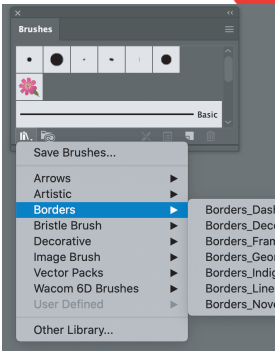 Brushes
Basic
Save Brushes...
Arrows
Artistic
Borders
Bristle Brush
Decorative
Image Brush
Vector Packs
Wacom 6D Brushes
User Defined
Other Library...
Borders_Dash
Borders_Deco
Borders_Fram
Borders_Geo
Borders_Indig
Borders_Line
Borders_Nov